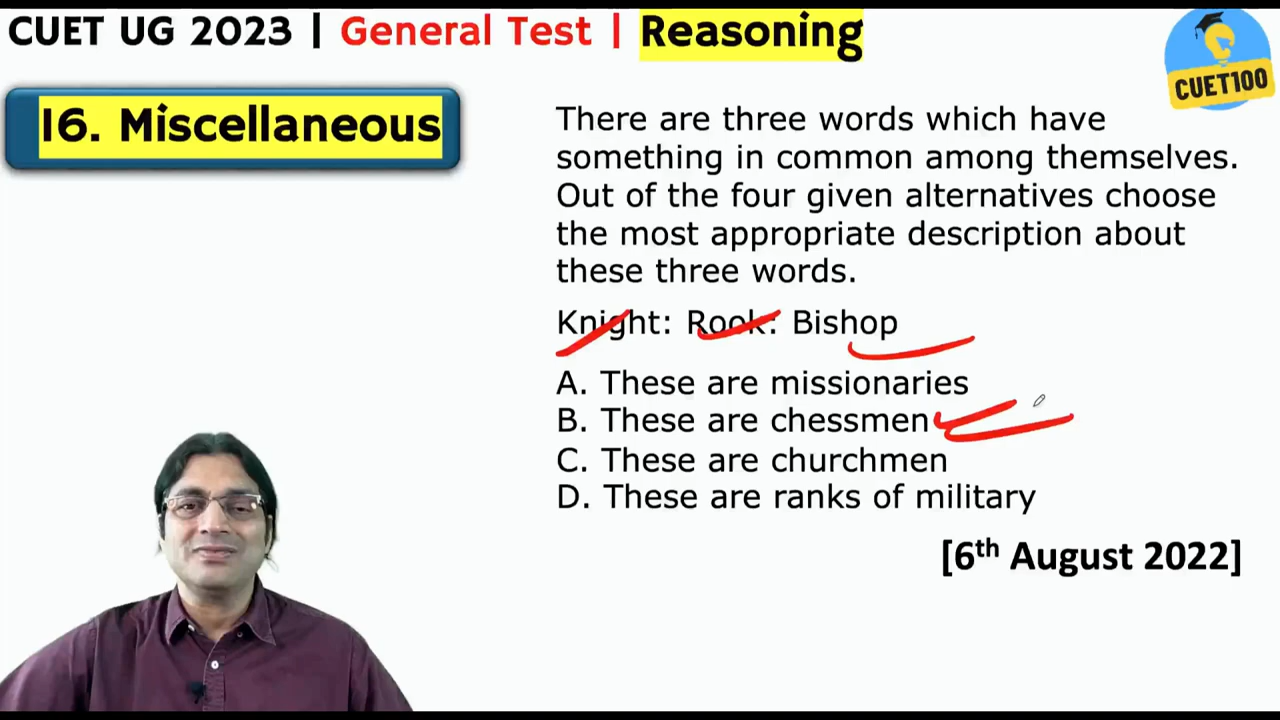 CUET UG 2023 | General Test | Reasoning
CUET100
16. Miscellaneous
There are three words which have
something in common among themselves.
Out of the four given alternatives choose
the most appropriate description about
these three words.
Knight: Rook: Bishop
A. These are missionaries
B. These are chessmen
C. These are churchmen
D. These are ranks of military
[6th August 2022]